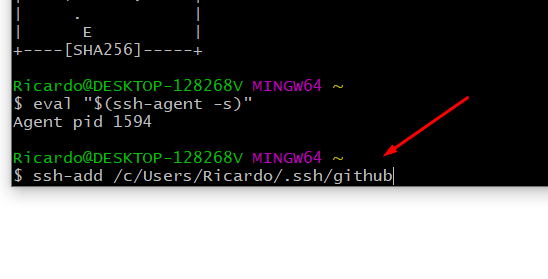 |      .          |
|       E         |
+----[SHA256]-----+
Ricardo@DESKTOP-128268V MINGW64 ~
$ eval "$(ssh-agent -s)"
Agent pid 1594
Ricardo@DESKTOP-128268V MINGW64 ~
$ ssh-add /c/Users/Ricardo/.ssh/github